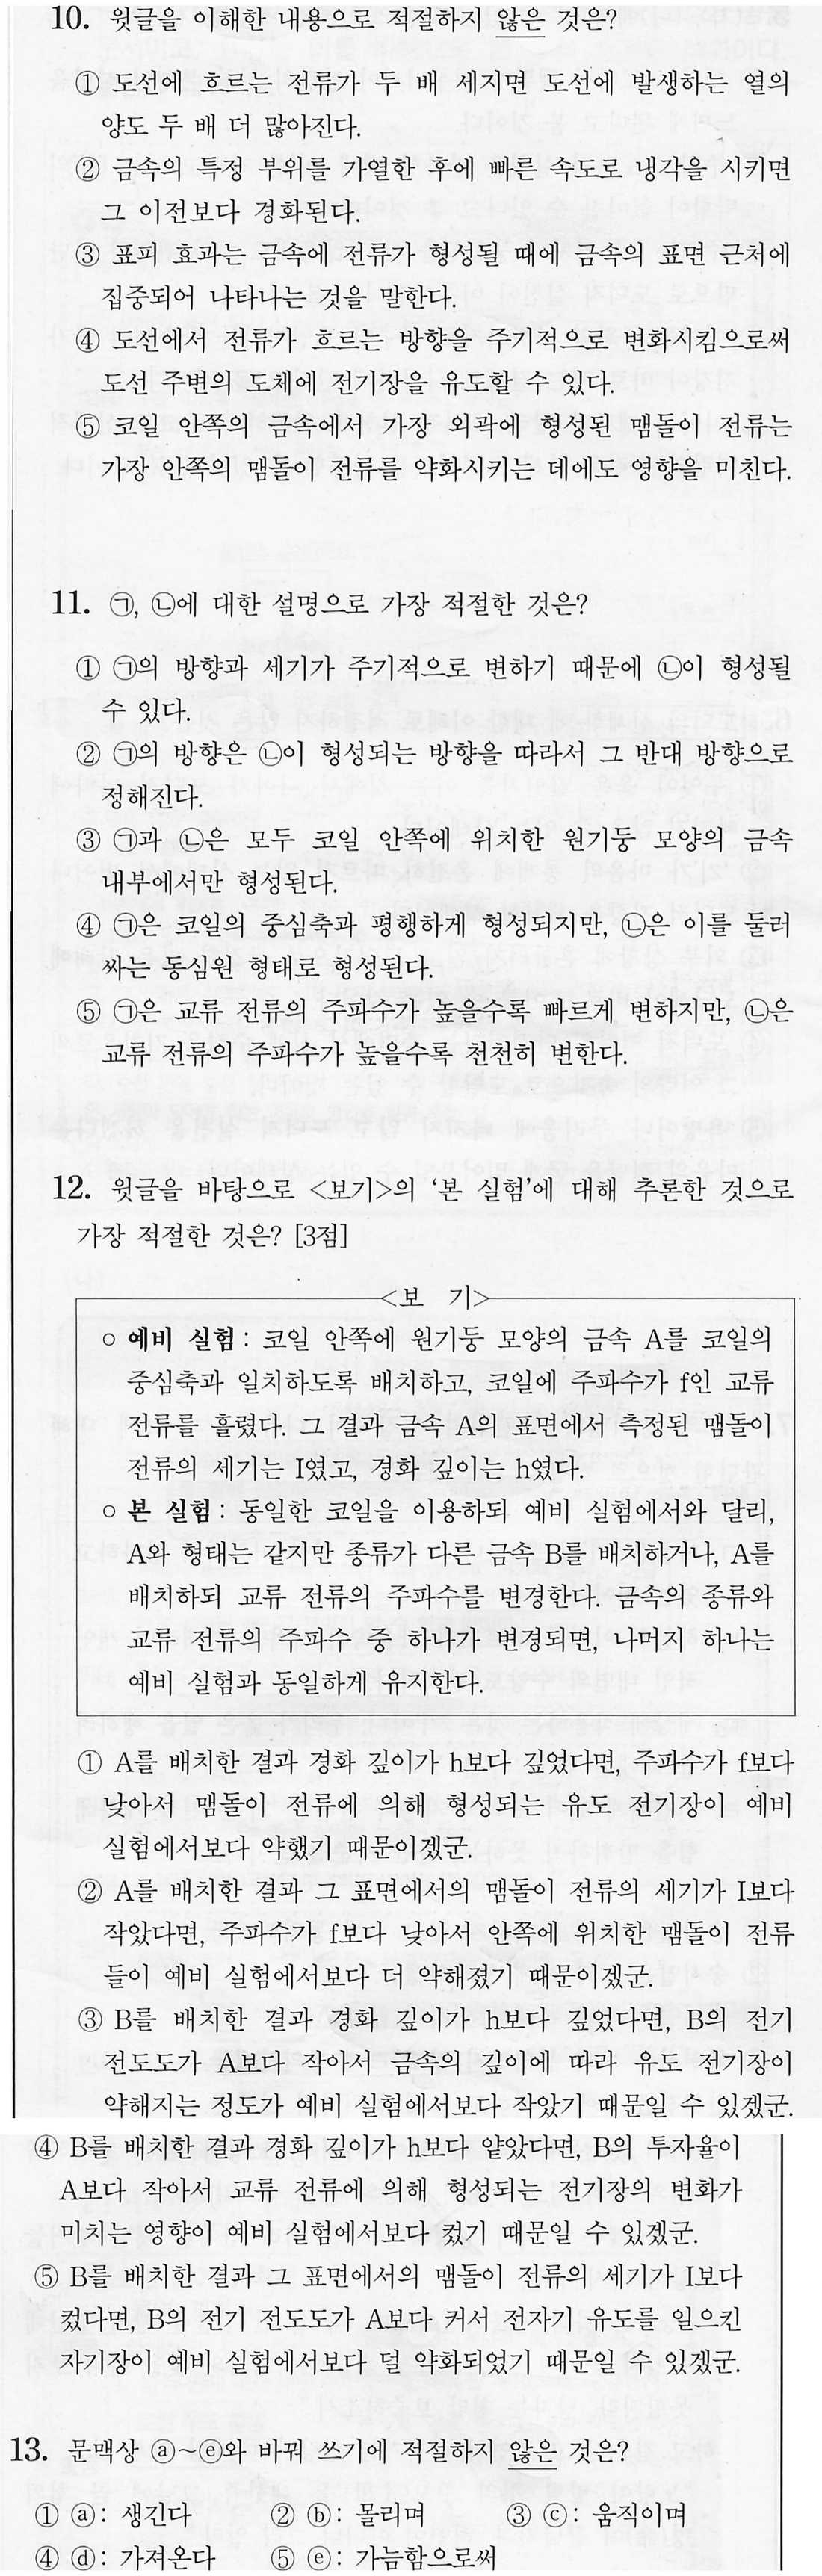 10. 윗글을 이해한 내용으로 적절하지 않은 것은?
① 도선에 흐르는 전류가 두 배 세지면 도선에 발생하는 열의
양도 두 배 더 많아진다.
② 금속의 특정 부위를 가열한 후에 빠른 속도로 냉각을 시키면
그 이전보다 경화된다.
③ 표피 효과는 금속에 전류가 형성될 때에 금속의 표면 근처에
집중되어 나타나는 것을 말한다.
④ 도선에서 전류가 흐르는 방향을 주기적으로 변화시킴으로써
도선 주변의 도체에 전기장을 유도할 수 있다.
⑤ 코일 안쪽의 금속에서 가장 외곽에 형성된 맴돌이 전류는
가장 안쪽의 맴돌이 전류를 약화시키는 데에도 영향을 미친다.
11. ㉠, ㉡에 대한 설명으로 가장 적절한 것은?
① ㉠의 방향과 세기가 주기적으로 변하기 때문에 ㉡이 형성될
수 있다.
② ㉠의 방향은 ㉡이 형성되는 방향을 따라서 그 반대 방향으로
정해진다.
③ ㉠과 ㉡은 모두 코일 안쪽에 위치한 원기둥 모양의 금속
내부에서만 형성된다.
④ ㉠은 코일의 중심축과 평행하게 형성되지만, ㉡은 이를 둘러
싸는 동심원 형태로 형성된다.
⑤ ㉠은 교류 전류의 주파수가 높을수록 빠르게 변하지만, ㉡은
교류 전류의 주파수가 높을수록 천천히 변한다.
12. 윗글을 바탕으로 <보기>의 ‘본 실험’에 대해 추론한 것으로
가장 적절한 것은? [3점]
<보 기>
○ 예비 실험 : 코일 안쪽에 원기둥 모양의 금속 A를 코일의
중심축과 일치하도록 배치하고, 코일에 주파수가 f인 교류
전류를 흘렸다. 그 결과 금속 A의 표면에서 측정된 맴돌이
전류의 세기는 I였고, 경화 깊이는 h였다.
○ 본 실험 : 동일한 코일을 이용하되 예비 실험에서와 달리,
A와 형태는 같지만 종류가 다른 금속 B를 배치하거나, A를
배치하되 교류 전류의 주파수를 변경한다. 금속의 종류와
교류 전류의 주파수 중 하나가 변경되면, 나머지 하나는
예비 실험과 동일하게 유지한다.
① A를 배치한 결과 경화 깊이가 h보다 깊었다면, 주파수가 f보다
낮아서 맴돌이 전류에 의해 형성되는 유도 전기장이 예비
실험에서보다 약했기 때문이겠군.
② A를 배치한 결과 그 표면에서의 맴돌이 전류의 세기가 I보다
작았다면, 주파수가 f보다 낮아서 안쪽에 위치한 맴돌이 전류
들이 예비 실험에서보다 더 약해졌기 때문이겠군.
③ B를 배치한 결과 경화 깊이가 h보다 깊었다면, B의 전기
전도도가 A보다 작아서 금속의 깊이에 따라 유도 전기장이
약해지는 정도가 예비 실험에서보다 작았기 때문일 수 있겠군.
④ B를 배치한 결과 경화 깊이가 h보다 얕았다면, B의 투자율이
A보다 작아서 교류 전류에 의해 형성되는 전기장의 변화가
미치는 영향이 예비 실험에서보다 컸기 때문일 수 있겠군.
⑤ B를 배치한 결과 그 표면에서의 맴돌이 전류의 세기가 I보다
컸다면, B의 전기 전도도가 A보다 커서 전자기 유도를 일으킨
자기장이 예비 실험에서보다 덜 약화되었기 때문일 수 있겠군.
13. 문맥상 ⓐ~ⓔ와 바꿔 쓰기에 적절하지 않은 것은?
① ⓐ : 생긴다 ② ⓑ : 몰리며 ③ ⓒ : 움직이며
④ ⓓ : 가져온다 ⑤ ⓔ : 가늠함으로써